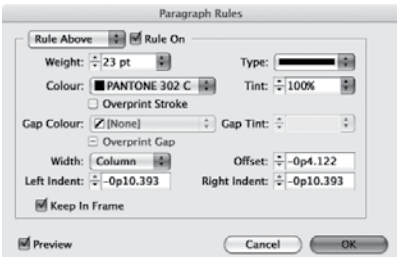 Paragraph Rules
Rule Above Rule On
Weight: 23 pt Type:
Colour: PANTONE 302 C Tint: 100%
Overprint Stroke
Gap Colour: [None] Gap Tint:
Overprint Gap
Width: Column Offset: -0p4.122
Left Indent: -0p10.393 Right Indent: -0p10.393
Keep In Frame
Preview Cancel OK